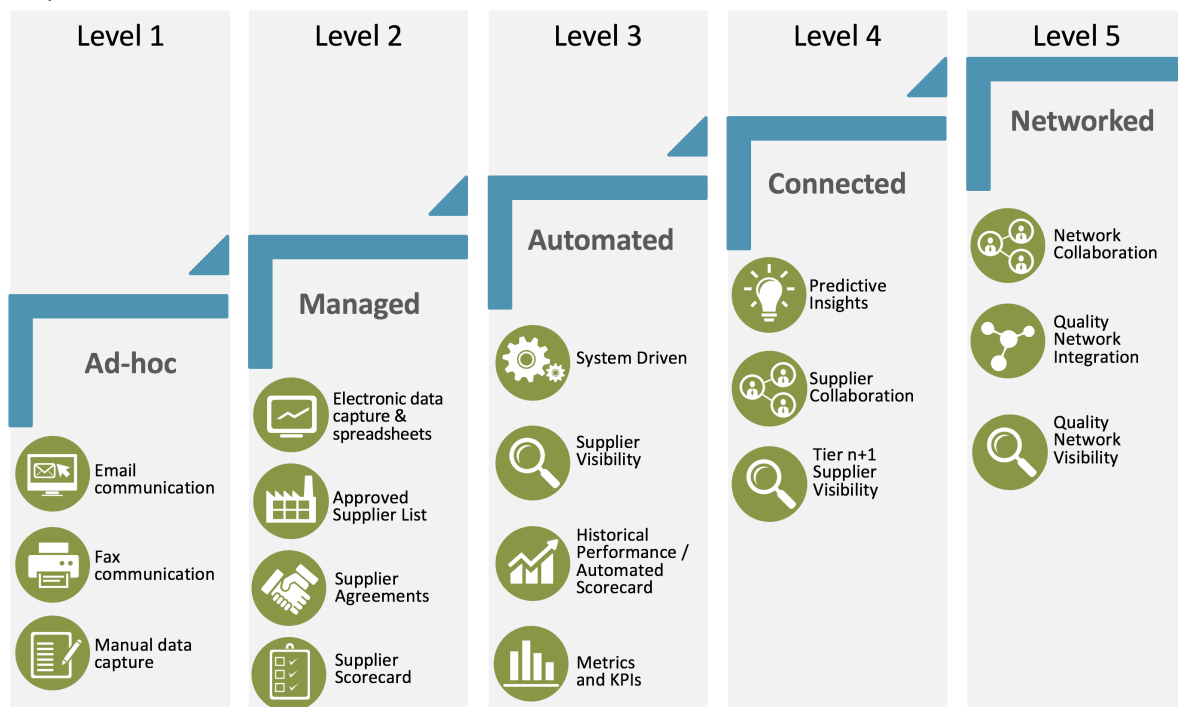 Level 1
Ad-hoc
Email
communication
Fax
communication
Manual data
capture
Level 2
Managed
Electronic data
capture &
spreadsheets
Approved
Supplier List
Supplier
Agreements
Supplier
Scorecard
Level 3
Automated
System Driven
Supplier
Visibility
Historical
Performance /
Automated
Scorecard
Metrics
and KPIs
Level 4
Connected
Predictive
Insights
Supplier
Collaboration
Tier n+1
Supplier
Visibility
Level 5
Networked
Network
Collaboration
Quality
Network
Integration
Quality
Network
Visibility